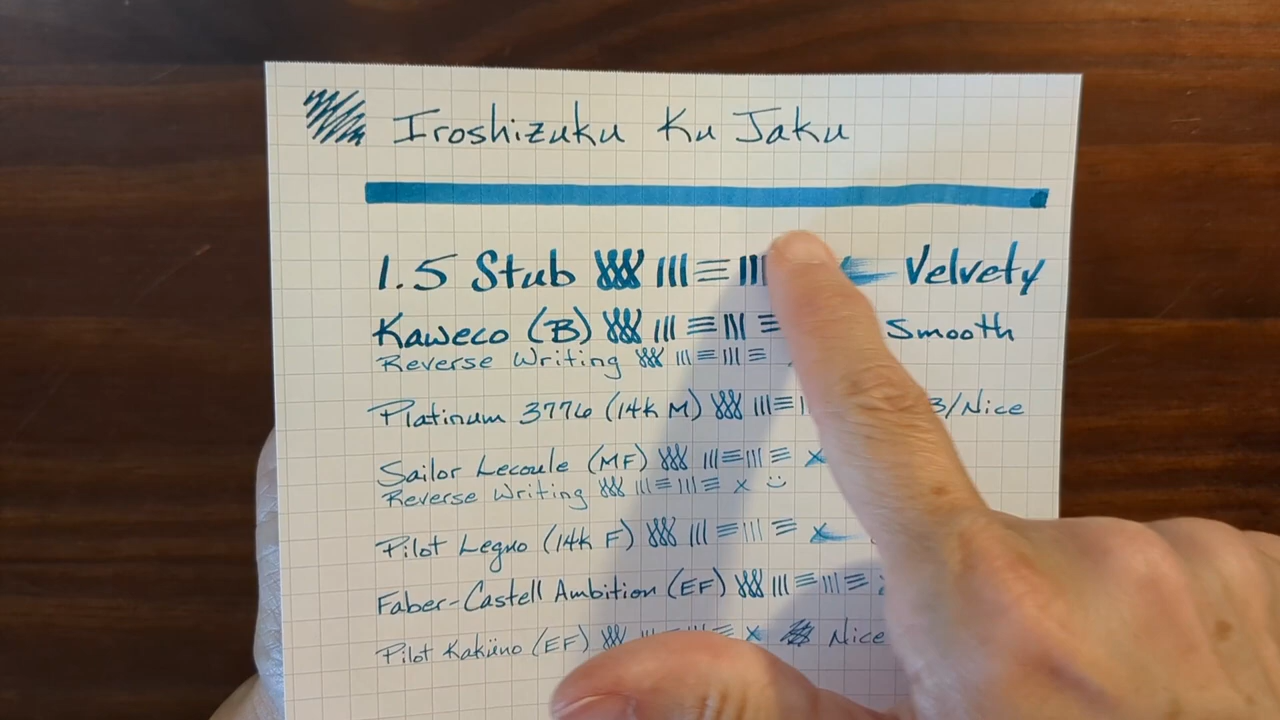 Iroshizuku Ku Jaku
1.5 Stub Velvety
Kaweco (B) Smooth
Reverse Writing
Platinum 3776 (14k M) /Nice
Sailor Lecoule (MF)
Reverse Writing x :)
Pilot Legno (14k F)
Faber-Castell Ambition (EF)
Pilot Kaküno (EF) Nice